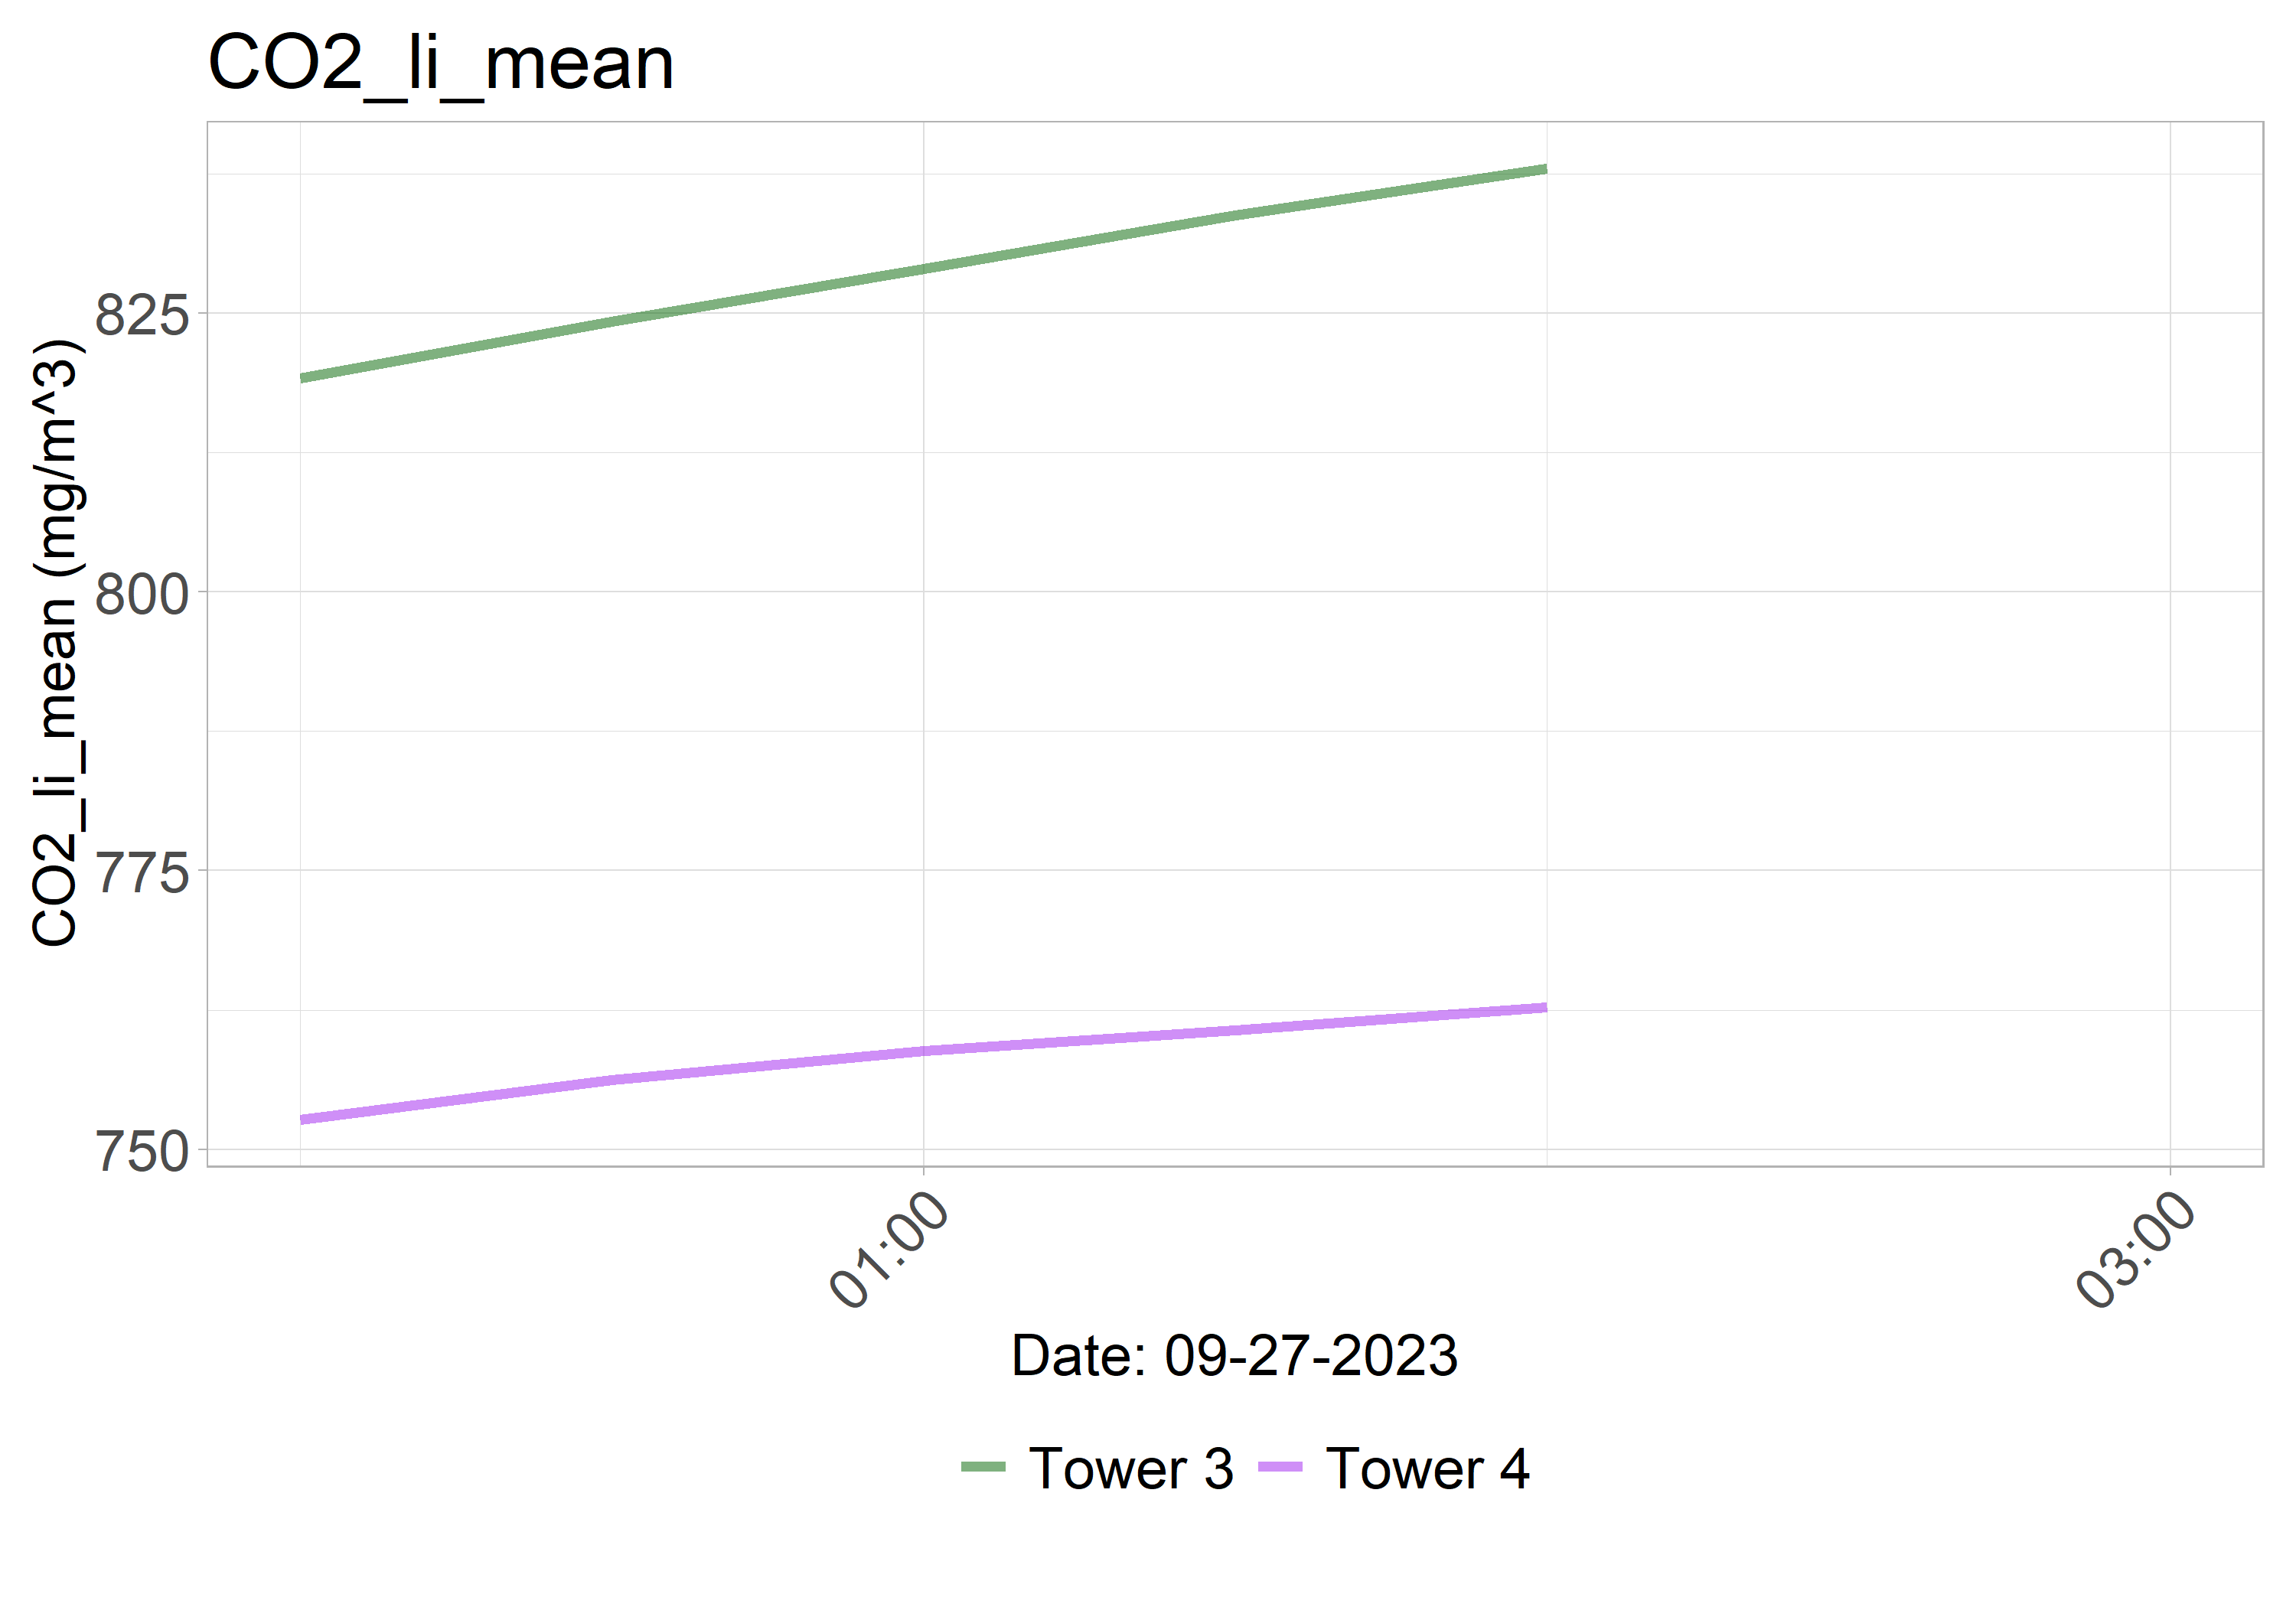 CO2_li_mean
CO2_li_mean (mg/m^3)
825
800
775
750
01:00
03:00
Date: 09-27-2023
Tower 3 Tower 4